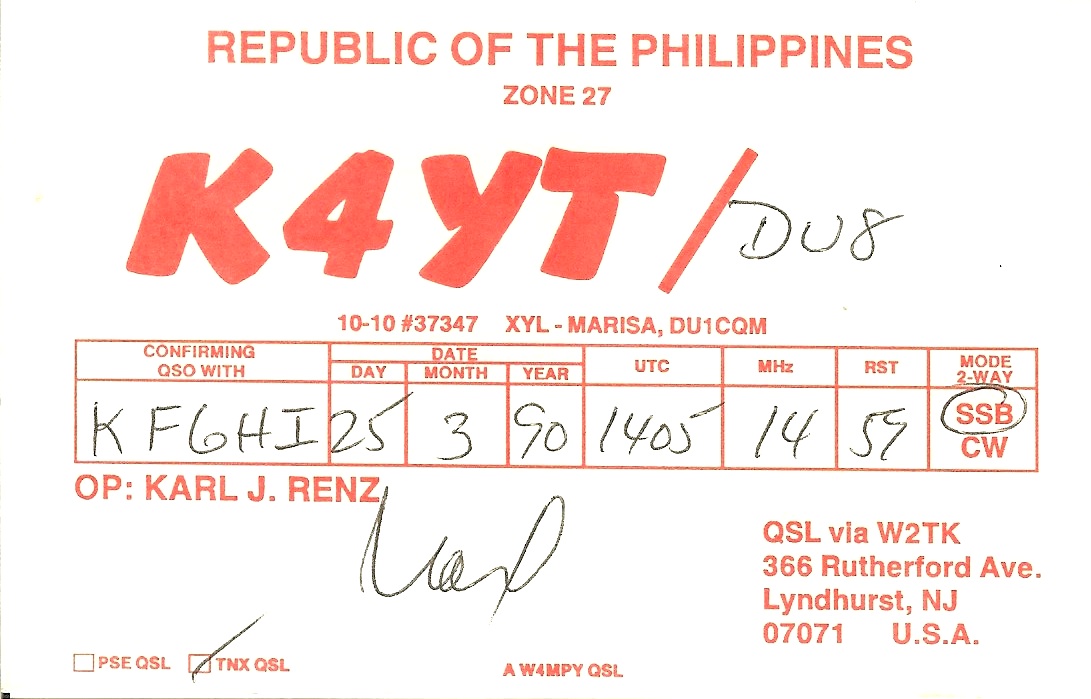 REPUBLIC OF THE PHILIPPINES
ZONE 27
K4YT/DU8
10-10 #37347 XYL - MARISA, DU1CQM
CONFIRMING QSO WITH DATE DAY MONTH YEAR UTC MHz RST MODE 2-WAY
KF6HI 25 3 90 1405 14 59 SSB
CW
OP: KARL J. RENZ
Karl
QSL via W2TK
366 Rutherford Ave.
Lyndhurst, NJ
07071 U.S.A.
PSE QSL TNX QSL A W4MPY QSL